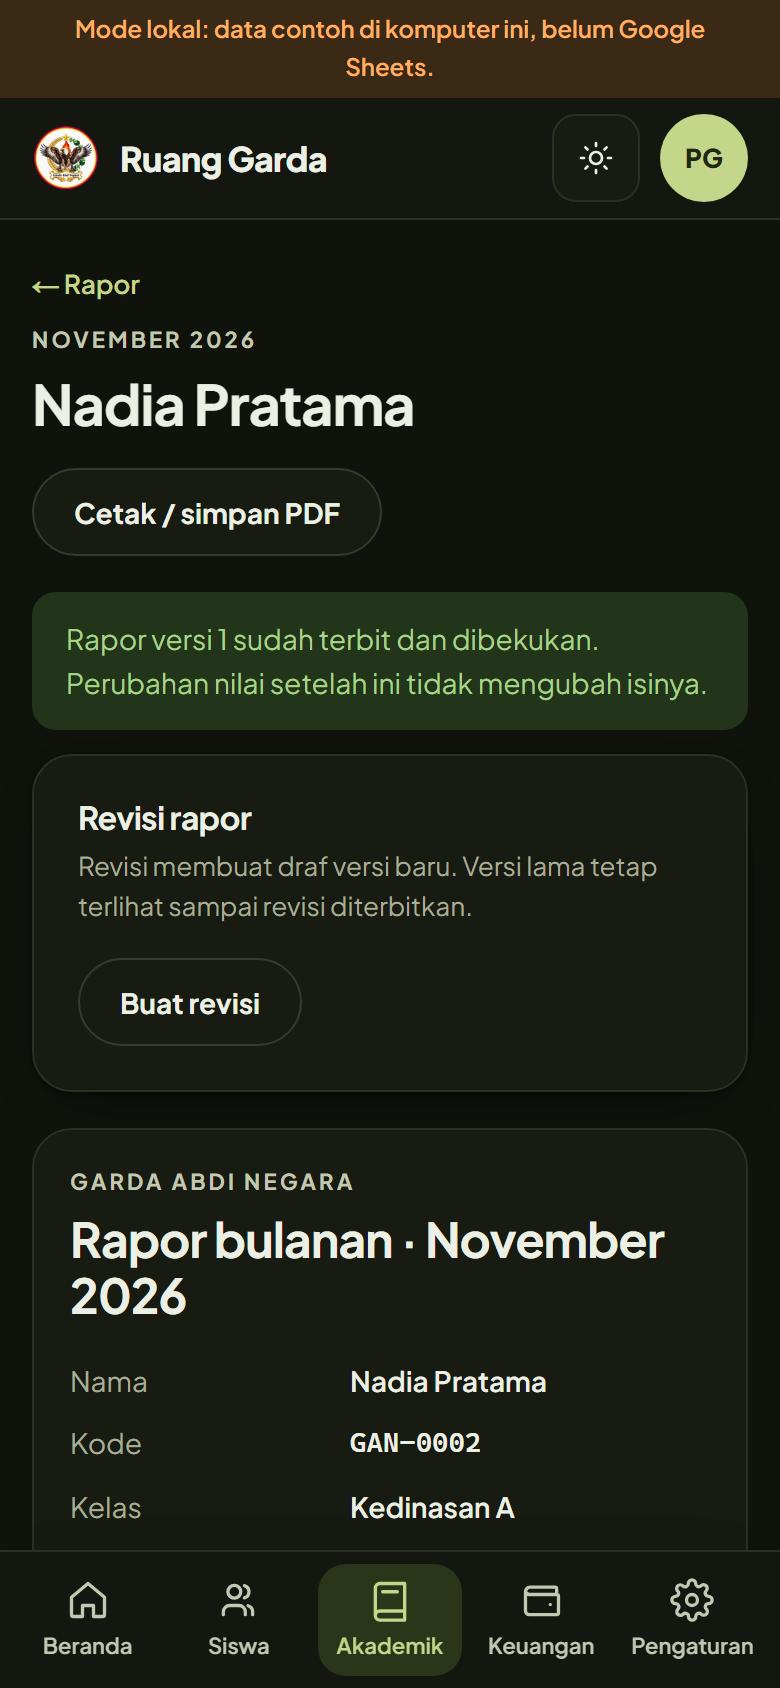 Mode lokal: data contoh di komputer ini, belum Google
Sheets.
Ruang Garda
PG
← Rapor
NOVEMBER 2026
Nadia Pratama
Cetak / simpan PDF
Rapor versi 1 sudah terbit dan dibekukan.
Perubahan nilai setelah ini tidak mengubah isinya.
Revisi rapor
Revisi membuat draf versi baru. Versi lama tetap
terlihat sampai revisi diterbitkan.
Buat revisi
GARDA ABDI NEGARA
Rapor bulanan · November
2026
Nama Nadia Pratama
Kode GAN-0002
Kelas Kedinasan A
Beranda Siswa Akademik Keuangan Pengaturan